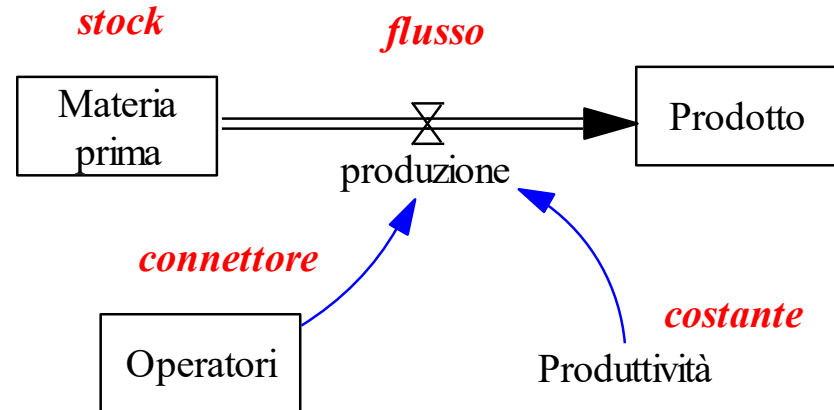 stock
flusso
Materia
prima
Prodotto
produzione
connettore
costante
Operatori
Produttività